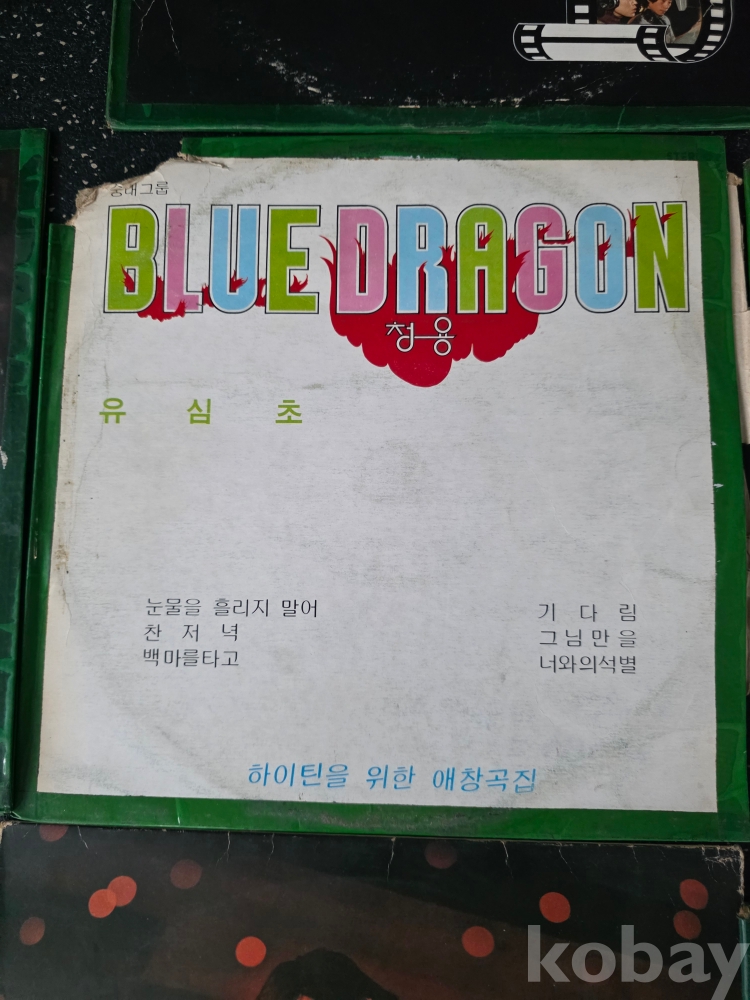 숭대그룹
BLUE DRAGON
청용
유 심 초
눈물을 흘리지 말어
찬 저 녁
백마를타고
기 다 림
그 님 만 을
너와의석별
하이틴을 위한 애창곡집
kobay